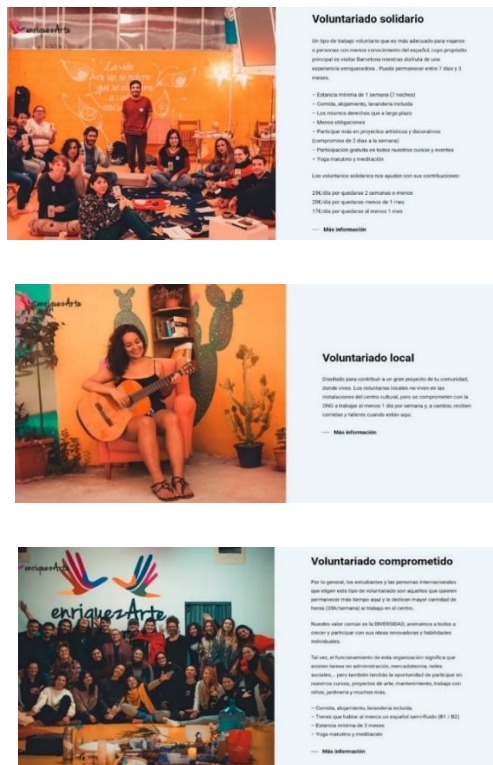 enriquezArte
"La vida
es un sendero
que se
Voluntariado solidario
Un tipo de trabajo voluntario que es más adecuado para viajeros
o personas con menos conocimiento del español, cuyo propósito
principal es visitar Barcelona mientras disfruta de una
experiencia enriquecedora . Puede permanecer entre 7 días y 3
meses.
– Estancia mínima de 1 semana (7 noches)
– Comida, alojamiento, lavandería incluida
– Los mismos derechos que a largo plazo
– Menos obligaciones
– Participar más en proyectos artísticos y decorativos
(compromiso de 3 días a la semana)
– Participación gratuita en todos nuestros cursos y eventos
– Yoga matutino y meditación
Los voluntarios solidarios nos ayudan con sus contribuciones:
/día por quedarse 2 semanas o menos
/día por quedarse menos de 1 mes
17€/día por quedarse al menos 1 mes
— Más información
enriquezArte
Voluntariado local
Diseñado para contribuir a un gran proyecto de tu comunidad,
donde vives. Los voluntarios locales no viven en las
instalaciones del centro cultural, pero se comprometen con la
ONG a trabajar al menos 1 día por semana y, a cambio, reciben
comidas y talleres cuando están aquí.
— Más información
enriquezArte
enriquezArte
Voluntariado comprometido
Por lo general, los estudiantes y las personas internacionales
que eligen este tipo de voluntariado son aquellos que quieren
permanecer más tiempo aquí y le dedican mayor cantidad de
horas (35h/semana) al trabajo en el centro.
Nuestro valor común es la DIVERSIDAD, animamos a todos a
crecer y participar con sus ideas innovadoras y habilidades
individuales.
Tal vez, el funcionamiento de esta organización significa que
existen tareas en administración, mercadotecnia, redes
sociales,... pero también tendrás la oportunidad de participar en
nuestros cursos, proyectos de arte, mantenimiento, trabajo con
niños, jardinería y muchos más.
– Comida, alojamiento, lavandería incluida.
– Tienes que hablar al menos un español semi-fluido (B1 / B2)
– Estancia mínima de 3 meses
– Yoga matutino y meditación
— Más información